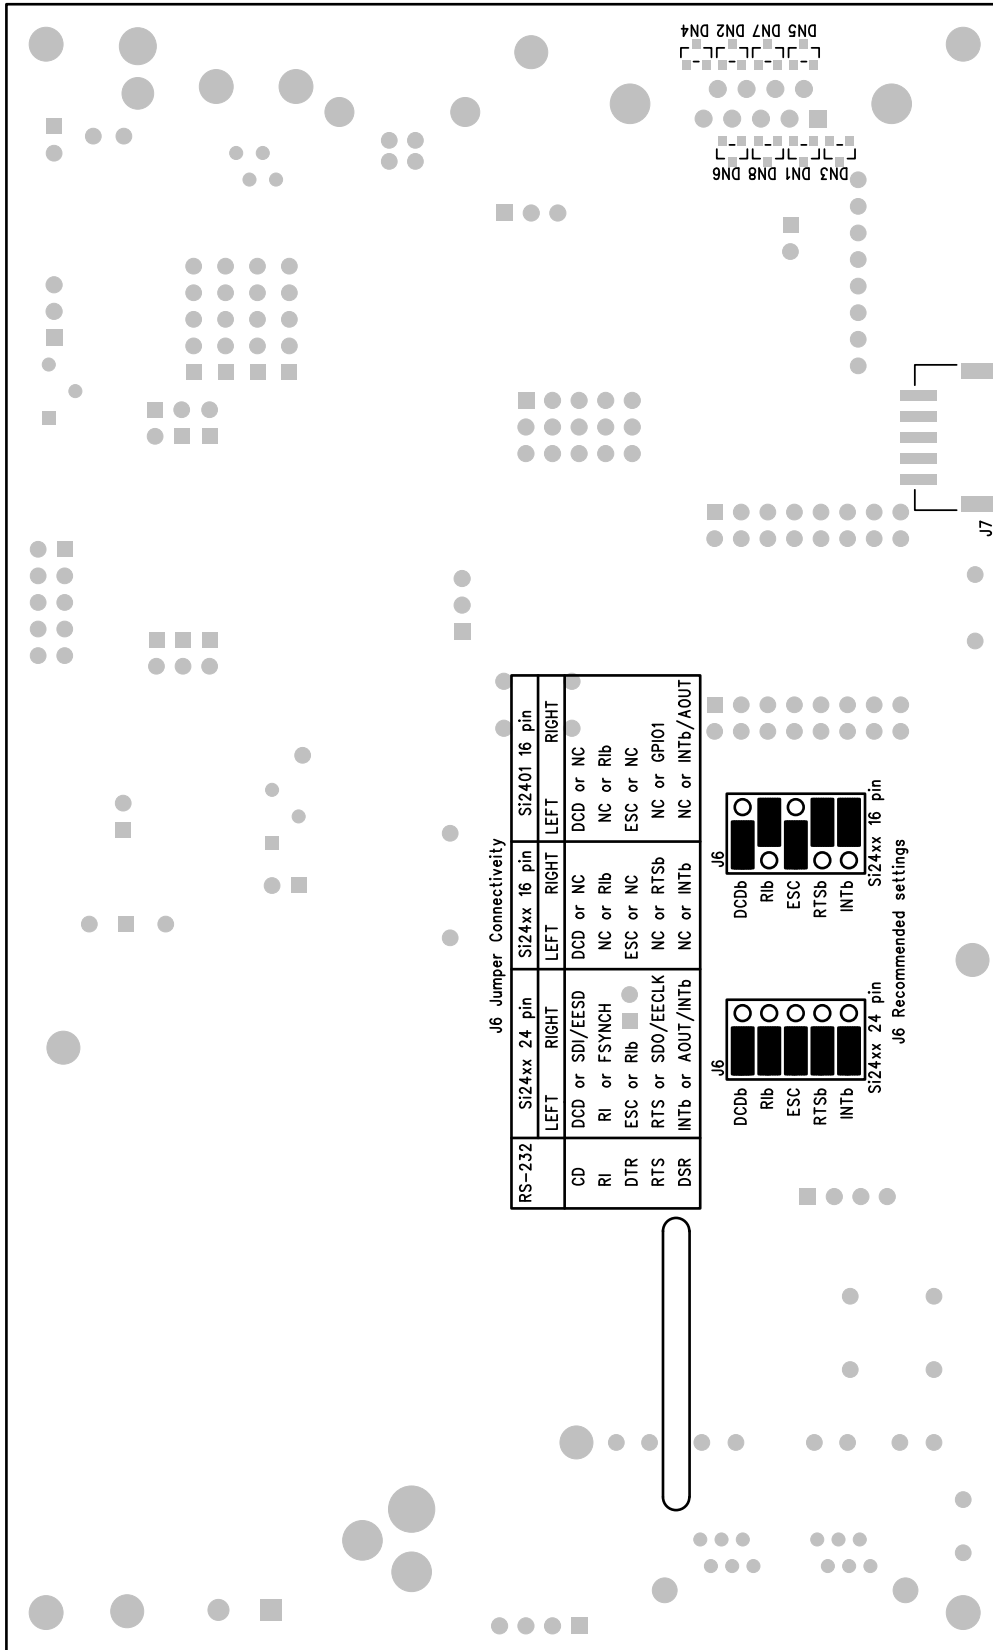 DN4 DN2 DN7 DN5
DN6 DN8 DN1 DN3
J7
J6 Jumper Connectiveity
RS-232 Si24xx 24 pin Si24xx 16 pin Si2401 16 pin
LEFT RIGHT LEFT RIGHT LEFT RIGHT
CD DCD or SDI/EESD DCD or NC DCD or NC
RI RI or FSYNCH NC or RIb NC or RIb
DTR ESC or RIb ESC or NC ESC or NC
RTS RTS or SDO/EECLK NC or RTSb NC or GPIO1
DSR INTb or AOUT/INTb NC or INTb NC or INTb/AOUT
J6
DCDb
RIb
ESC
RTSb
INTb
Si24xx 24 pin
J6
DCDb
RIb
ESC
RTSb
INTb
Si24xx 16 pin
J6 Recommended settings